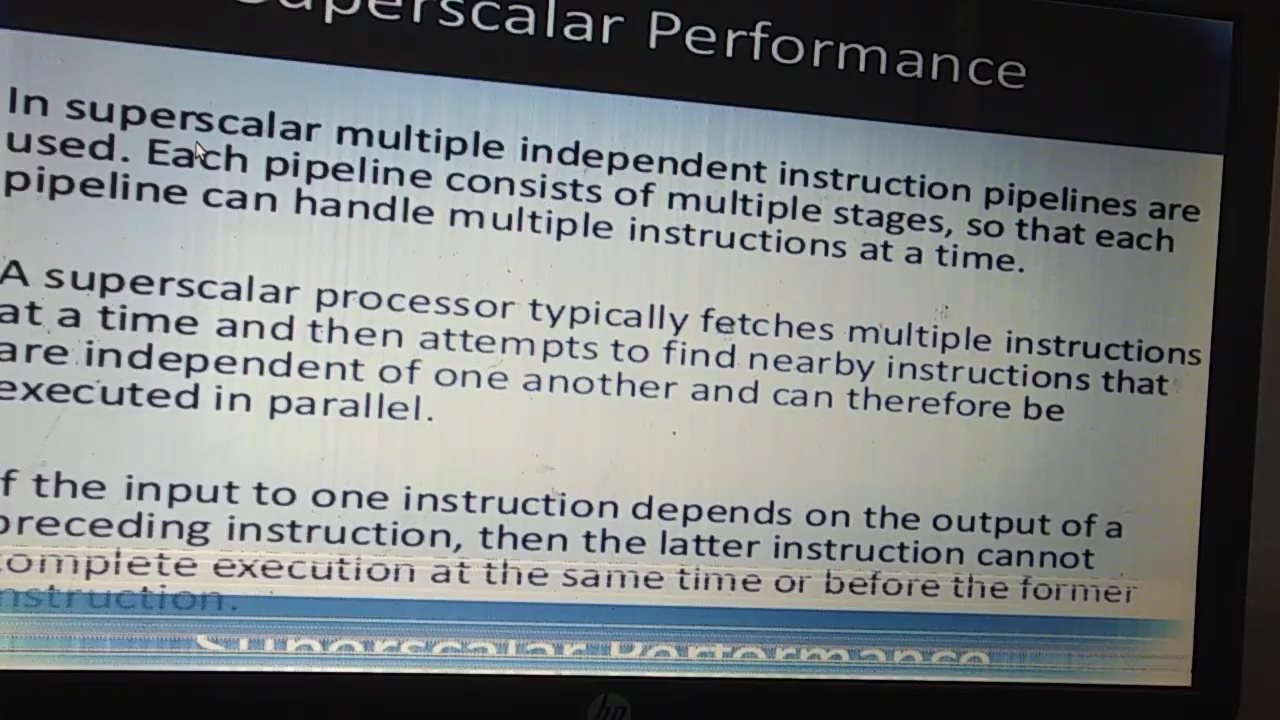 Superscalar Performance
In superscalar multiple independent instruction pipelines are
used. Each pipeline consists of multiple stages, so that each
pipeline can handle multiple instructions at a time.
A superscalar processor typically fetches multiple instructions
at a time and then attempts to find nearby instructions that
are independent of one another and can therefore be
executed in parallel.
f the input to one instruction depends on the output of a
preceding instruction, then the latter instruction cannot
complete execution at the same time or before the former
instruction.
Superscalar Performance
hp